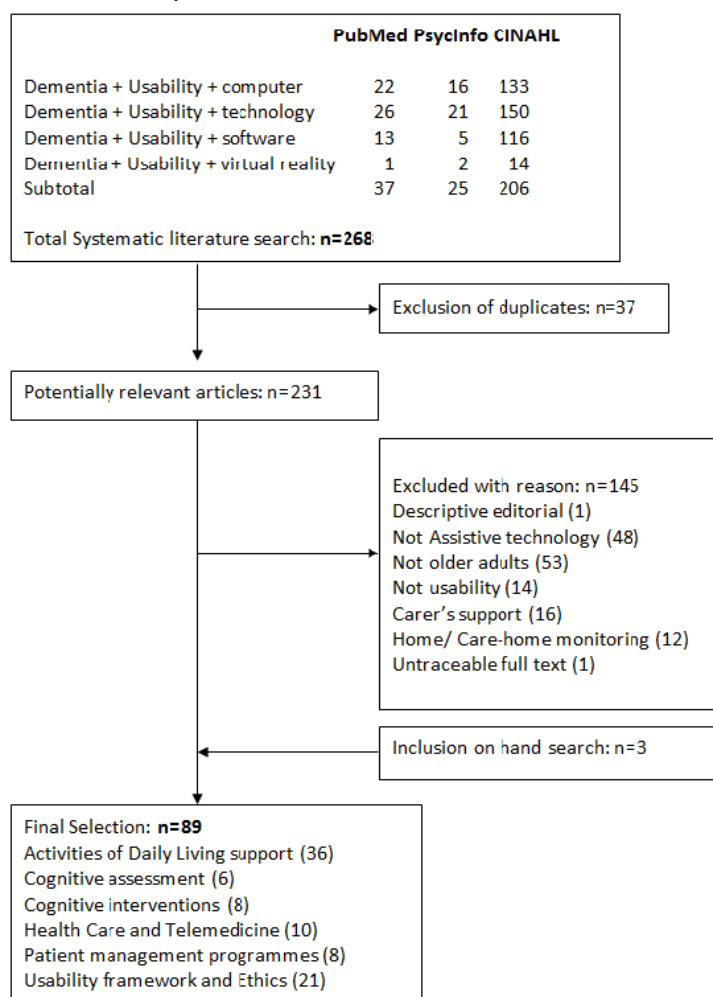 PubMed PsycInfo CINAHL
Dementia + Usability + computer 22 16 133
Dementia + Usability + technology 26 21 150
Dementia + Usability + software 13 5 116
Dementia + Usability + virtual reality 1 2 14
Subtotal 37 25 206
Total Systematic literature search: n=268
Exclusion of duplicates: n=37
Potentially relevant articles: n=231
Excluded with reason: n=145
Descriptive editorial (1)
Not Assistive technology (48)
Not older adults (53)
Not usability (14)
Carer's support (16)
Home/ Care-home monitoring (12)
Untraceable full text (1)
Inclusion on hand search: n=3
Final Selection: n=89
Activities of Daily Living support (36)
Cognitive assessment (6)
Cognitive interventions (8)
Health Care and Telemedicine (10)
Patient management programmes (8)
Usability framework and Ethics (21)